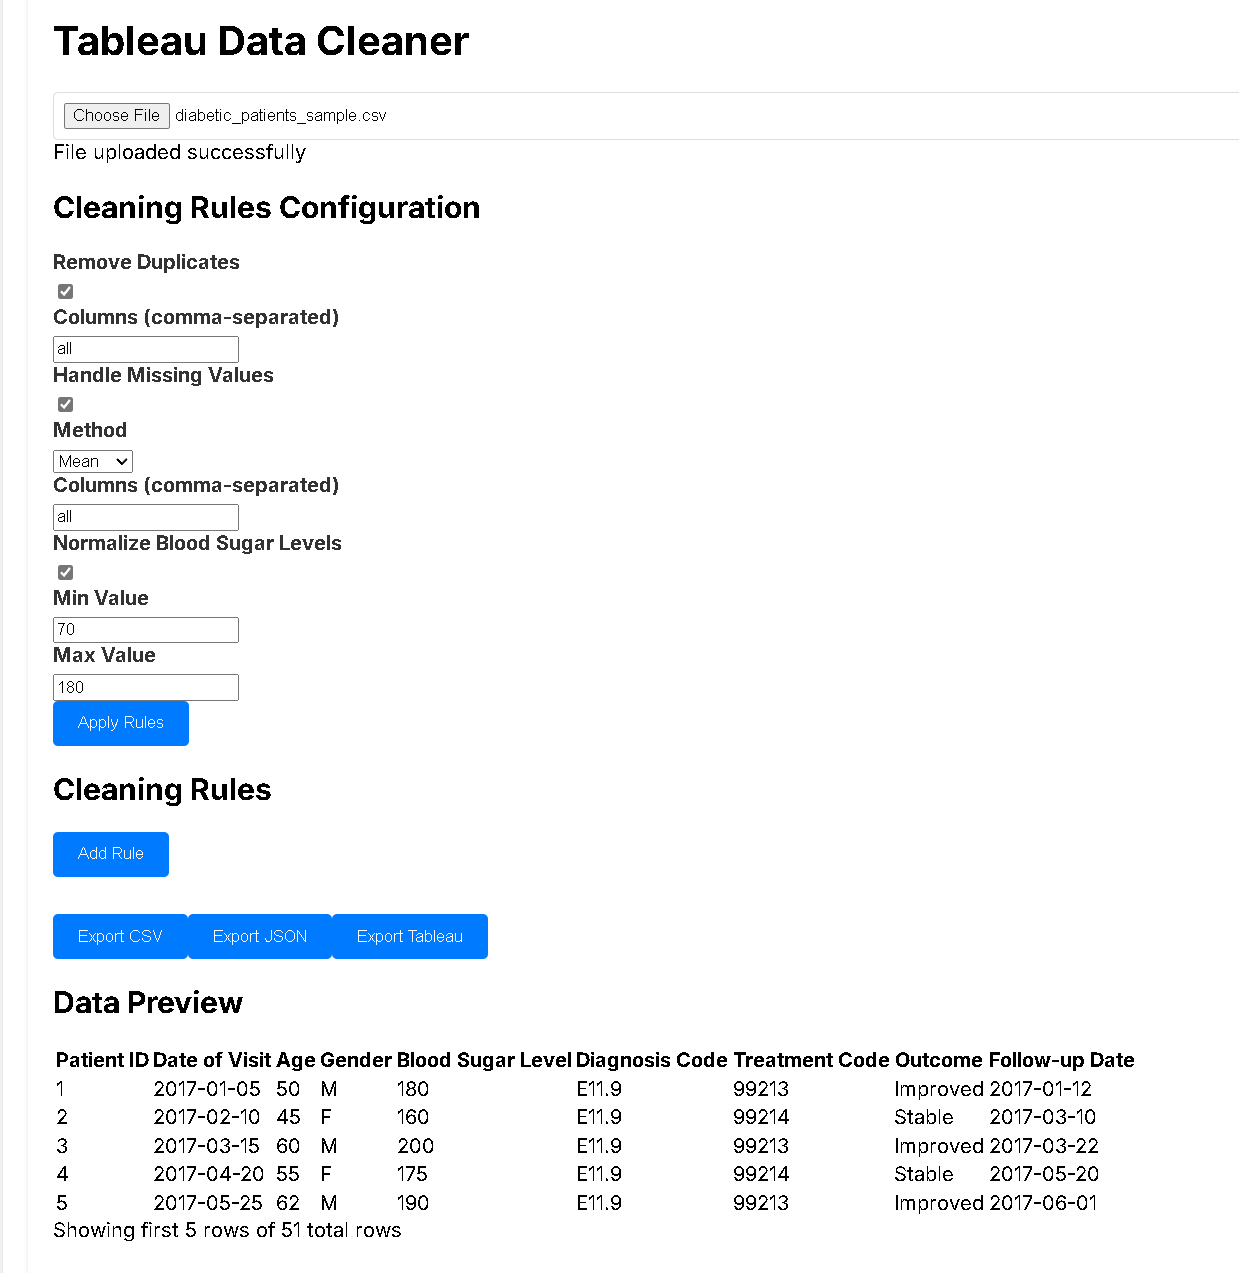 Tableau Data Cleaner
Choose File diabetic_patients_sample.csv
File uploaded successfully
Cleaning Rules Configuration
Remove Duplicates
Columns (comma-separated)
all
Handle Missing Values
Method
Mean
Columns (comma-separated)
all
Normalize Blood Sugar Levels
Min Value
70
Max Value
180
Apply Rules
Cleaning Rules
Add Rule
Export CSV Export JSON Export Tableau
Data Preview
Patient ID Date of Visit Age Gender Blood Sugar Level Diagnosis Code Treatment Code Outcome Follow-up Date
1 2017-01-05 50 M 180 E11.9 99213 Improved 2017-01-12
2 2017-02-10 45 F 160 E11.9 99214 Stable 2017-03-10
3 2017-03-15 60 M 200 E11.9 99213 Improved 2017-03-22
4 2017-04-20 55 F 175 E11.9 99214 Stable 2017-05-20
5 2017-05-25 62 M 190 E11.9 99213 Improved 2017-06-01
Showing first 5 rows of 51 total rows